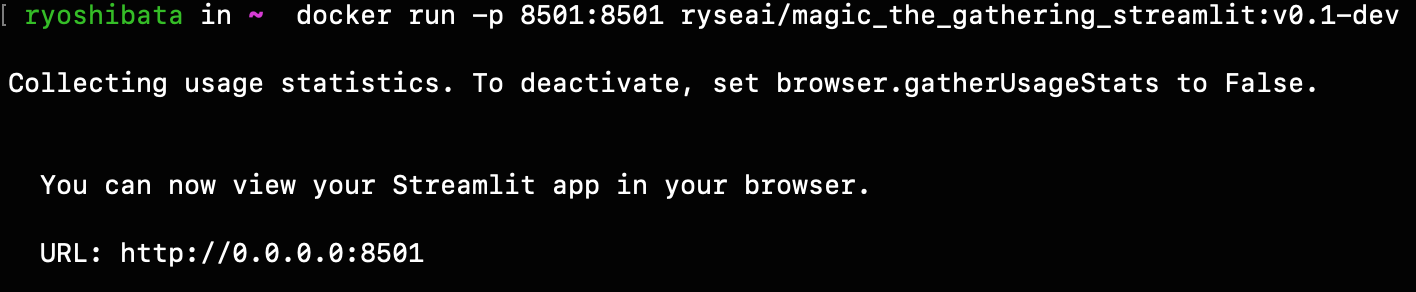 [ ryoshibata in ~ docker run -p 8501:8501 ryseai/magic_the_gathering_streamlit:v0.1-dev
Collecting usage statistics. To deactivate, set browser.gatherUsageStats to False.
You can now view your Streamlit app in your browser.
URL: http://0.0.0.0:8501